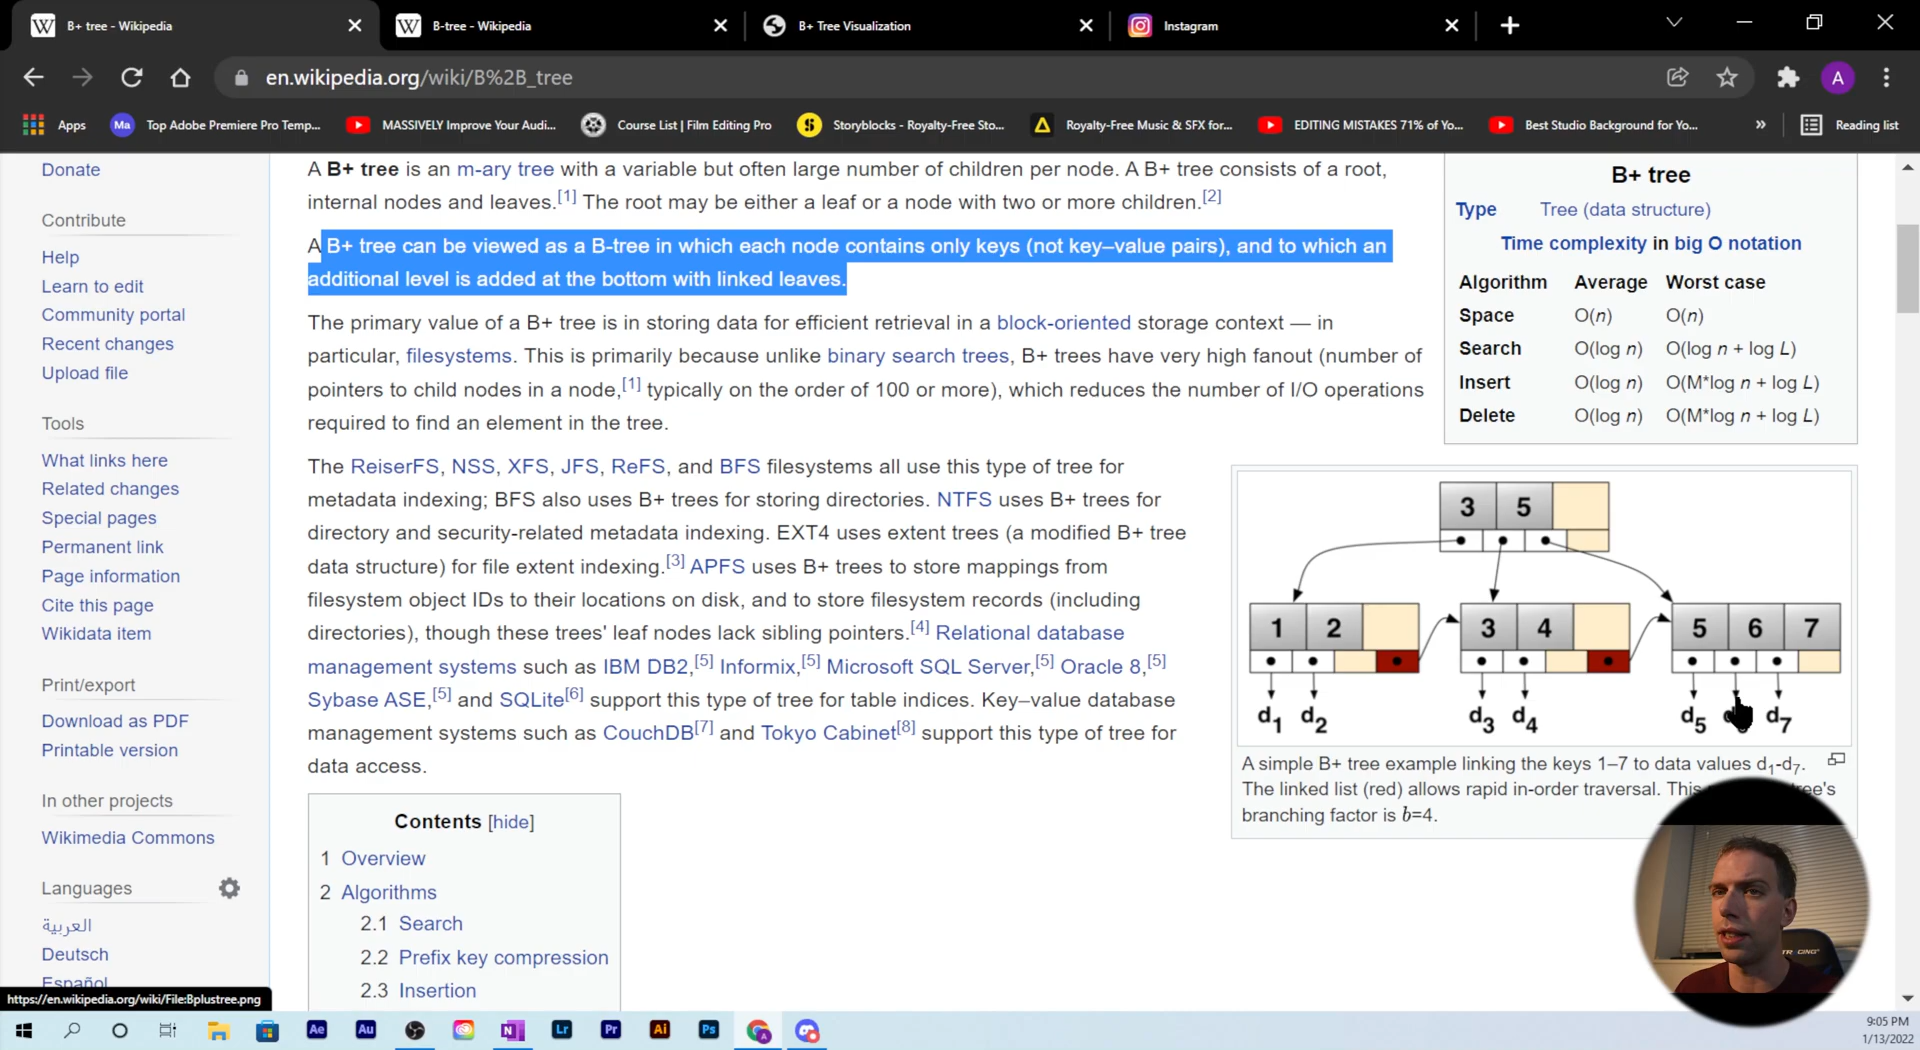 B+ tree - Wikipedia
B-tree - Wikipedia
B+ Tree Visualization
Instagram
en.wikipedia.org/wiki/B%2B_tree
A
Apps
Ma
Top Adobe Premiere Pro Temp...
MASSIVELY Improve Your Audi...
Course List | Film Editing Pro
Storyblocks - Royalty-Free Sto...
Royalty-Free Music & SFX for...
EDITING MISTAKES 71% of Yo...
Best Studio Background for Yo...
»
Reading list
Donate
Contribute
Help
Learn to edit
Community portal
Recent changes
Upload file
Tools
What links here
Related changes
Special pages
Permanent link
Page information
Cite this page
Wikidata item
Print/export
Download as PDF
Printable version
In other projects
Wikimedia Commons
Languages
العربية
Deutsch
Español
https://en.wikipedia.org/wiki/File:Bplustree.png
A B+ tree is an m-ary tree with a variable but often large number of children per node. A B+ tree consists of a root,
internal nodes and leaves.[1] The root may be either a leaf or a node with two or more children.[2]
A B+ tree can be viewed as a B-tree in which each node contains only keys (not key–value pairs), and to which an
additional level is added at the bottom with linked leaves.
The primary value of a B+ tree is in storing data for efficient retrieval in a block-oriented storage context — in
particular, filesystems. This is primarily because unlike binary search trees, B+ trees have very high fanout (number of
pointers to child nodes in a node,[1] typically on the order of 100 or more), which reduces the number of I/O operations
required to find an element in the tree.
The ReiserFS, NSS, XFS, JFS, ReFS, and BFS filesystems all use this type of tree for
metadata indexing; BFS also uses B+ trees for storing directories. NTFS uses B+ trees for
directory and security-related metadata indexing. EXT4 uses extent trees (a modified B+ tree
data structure) for file extent indexing.[3] APFS uses B+ trees to store mappings from
filesystem object IDs to their locations on disk, and to store filesystem records (including
directories), though these trees' leaf nodes lack sibling pointers.[4] Relational database
management systems such as IBM DB2,[5] Informix,[5] Microsoft SQL Server,[5] Oracle 8,[5]
Sybase ASE,[5] and SQLite[6] support this type of tree for table indices. Key–value database
management systems such as CouchDB[7] and Tokyo Cabinet[8] support this type of tree for
data access.
Contents [hide]
1 Overview
2 Algorithms
2.1 Search
2.2 Prefix key compression
2.3 Insertion
B+ tree
Type Tree (data structure)
Time complexity in big O notation
Algorithm Average Worst case
Space O(n) O(n)
Search O(log n) O(log n + log L)
Insert O(log n) O(M*log n + log L)
Delete O(log n) O(M*log n + log L)
3 5
1 2 3 4 5 6 7
d1 d2 d3 d4 d5 d7
A simple B+ tree example linking the keys 1–7 to data values d1-d7.
The linked list (red) allows rapid in-order traversal. This tree's
branching factor is b=4.
Ae Au N Lr Pr Ai Ps
9:05 PM
1/13/2022